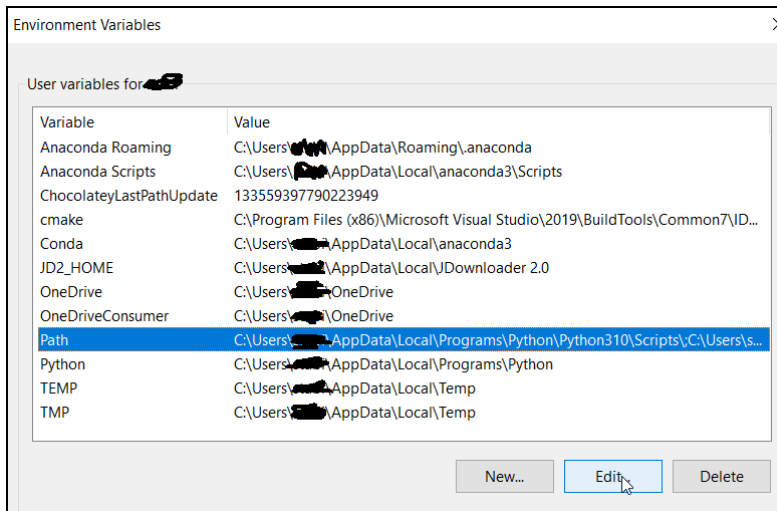 Environment Variables
User variables for
Variable Value
Anaconda Roaming C:\Users\ \AppData\Roaming\.anaconda
Anaconda Scripts C:\Users\ \AppData\Local\anaconda3\Scripts
ChocolateyLastPathUpdate 133559397790223949
cmake C:\Program Files (x86)\Microsoft Visual Studio\2019\BuildTools\Common7\ID...
Conda C:\Users\ \AppData\Local\anaconda3
JD2_HOME C:\Users\ \AppData\Local\JDownloader 2.0
OneDrive C:\Users\ \OneDrive
OneDriveConsumer C:\Users\ \OneDrive
Path C:\Users\ \AppData\Local\Programs\Python\Python310\Scripts\;C:\Users\s...
Python C:\Users\ \AppData\Local\Programs\Python
TEMP C:\Users\ \AppData\Local\Temp
TMP C:\Users\ \AppData\Local\Temp
New... Edit... Delete